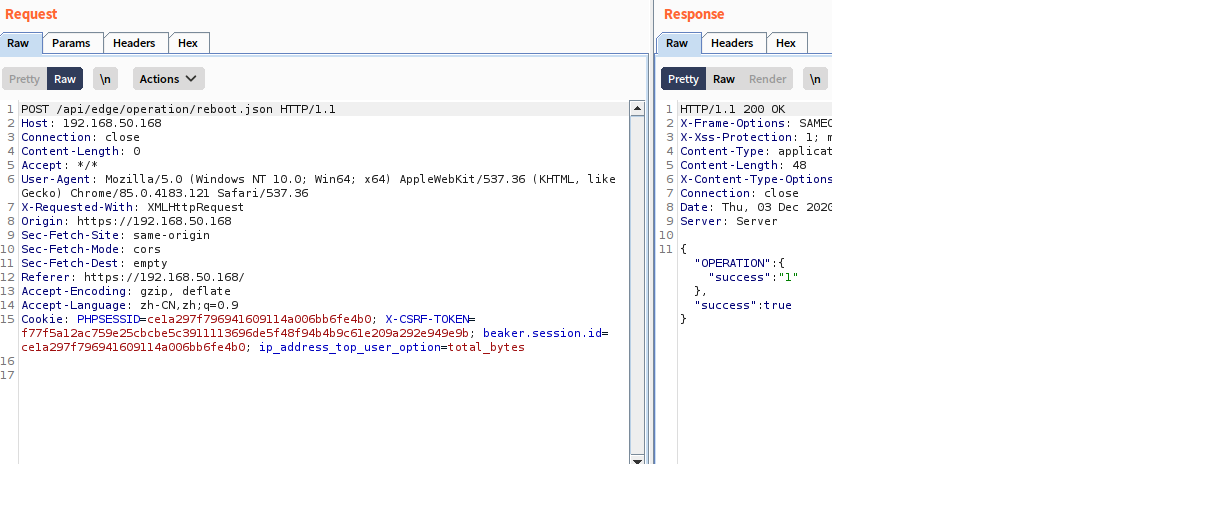 Request
Raw Params Headers Hex
Pretty Raw \n Actions
1 POST /api/edge/operation/reboot.json HTTP/1.1
2 Host: 192.168.50.168
3 Connection: close
4 Content-Length: 0
5 Accept: */*
6 User-Agent: Mozilla/5.0 (Windows NT 10.0; Win64; x64) AppleWebKit/537.36 (KHTML, like
Gecko) Chrome/85.0.4183.121 Safari/537.36
7 X-Requested-With: XMLHttpRequest
8 Origin: https://192.168.50.168
9 Sec-Fetch-Site: same-origin
10 Sec-Fetch-Mode: cors
11 Sec-Fetch-Dest: empty
12 Referer: https://192.168.50.168/
13 Accept-Encoding: gzip, deflate
14 Accept-Language: zh-CN,zh;q=0.9
15 Cookie: PHPSESSID=ce1a297f796941609114a006bb6fe4b0; X-CSRF-TOKEN=
f77f5a12ac759e25cbcbe5c3911113696de5f48f94b4b9c61e209a292e949e9b; beaker.session.id=
ce1a297f796941609114a006bb6fe4b0; ip_address_top_user_option=total_bytes
16
17
Response
Raw Headers Hex
Pretty Raw Render \n
1 HTTP/1.1 200 OK
2 X-Frame-Options: SAMEO
3 X-Xss-Protection: 1; m
4 Content-Type: applicat
5 Content-Length: 48
6 X-Content-Type-Options
7 Connection: close
8 Date: Thu, 03 Dec 2020
9 Server: Server
10
11 {
"OPERATION":{
"success":"1"
},
"success":true
}